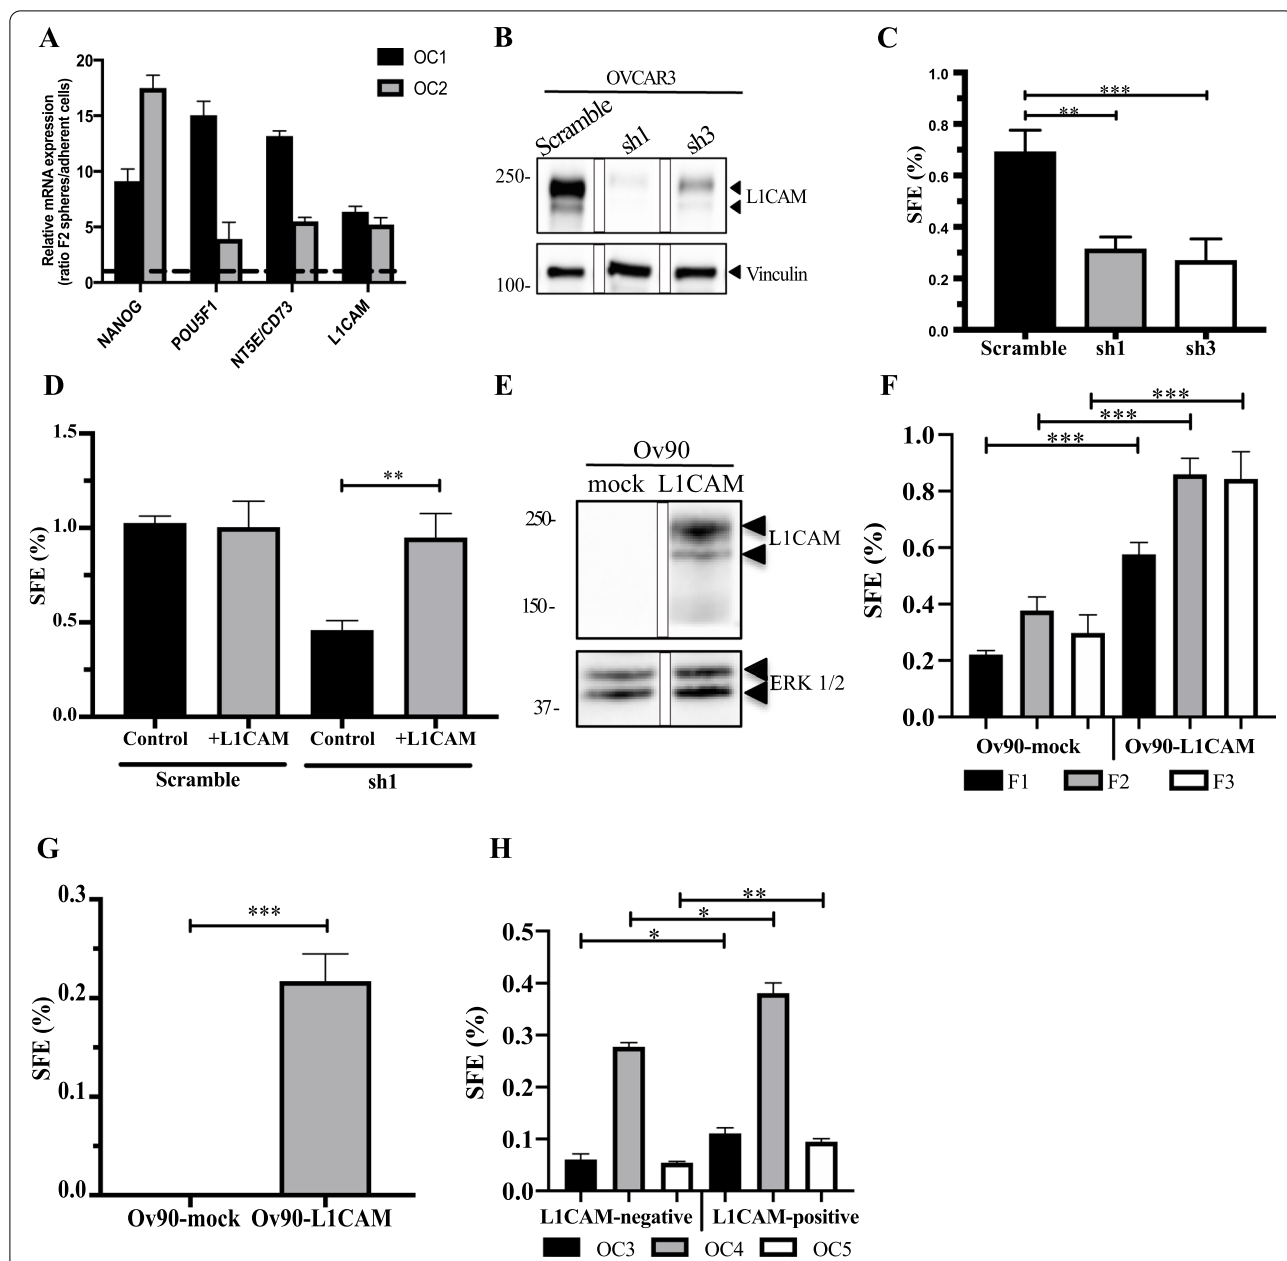 A
Relative mRNA expression
(ratio F2 spheres/adherent cells)
20
15
10
5
0
OC1
OC2
NANOG
POU5F1
NT5E/CD73
L1CAM
B
OVCAR3
Scramble
sh1
sh3
250-
L1CAM
Vinculin
100-
C
SFE (%)
1.0
0.8
0.6
0.4
0.2
0.0
***
**
Scramble
sh1
sh3
D
SFE (%)
1.5
1.0
0.5
0.0
**
Control
+L1CAM
Control
+L1CAM
Scramble
sh1
E
Ov90
mock L1CAM
250-
L1CAM
150-
ERK 1/2
37-
F
SFE (%)
1.0
0.8
0.6
0.4
0.2
0.0
***
***
***
Ov90-mock
Ov90-L1CAM
F1
F2
F3
G
SFE (%)
0.3
0.2
0.1
0.0
***
Ov90-mock
Ov90-L1CAM
H
SFE (%)
0.5
0.4
0.3
0.2
0.1
0.0
**
*
*
L1CAM-negative
L1CAM-positive
OC3
OC4
OC5